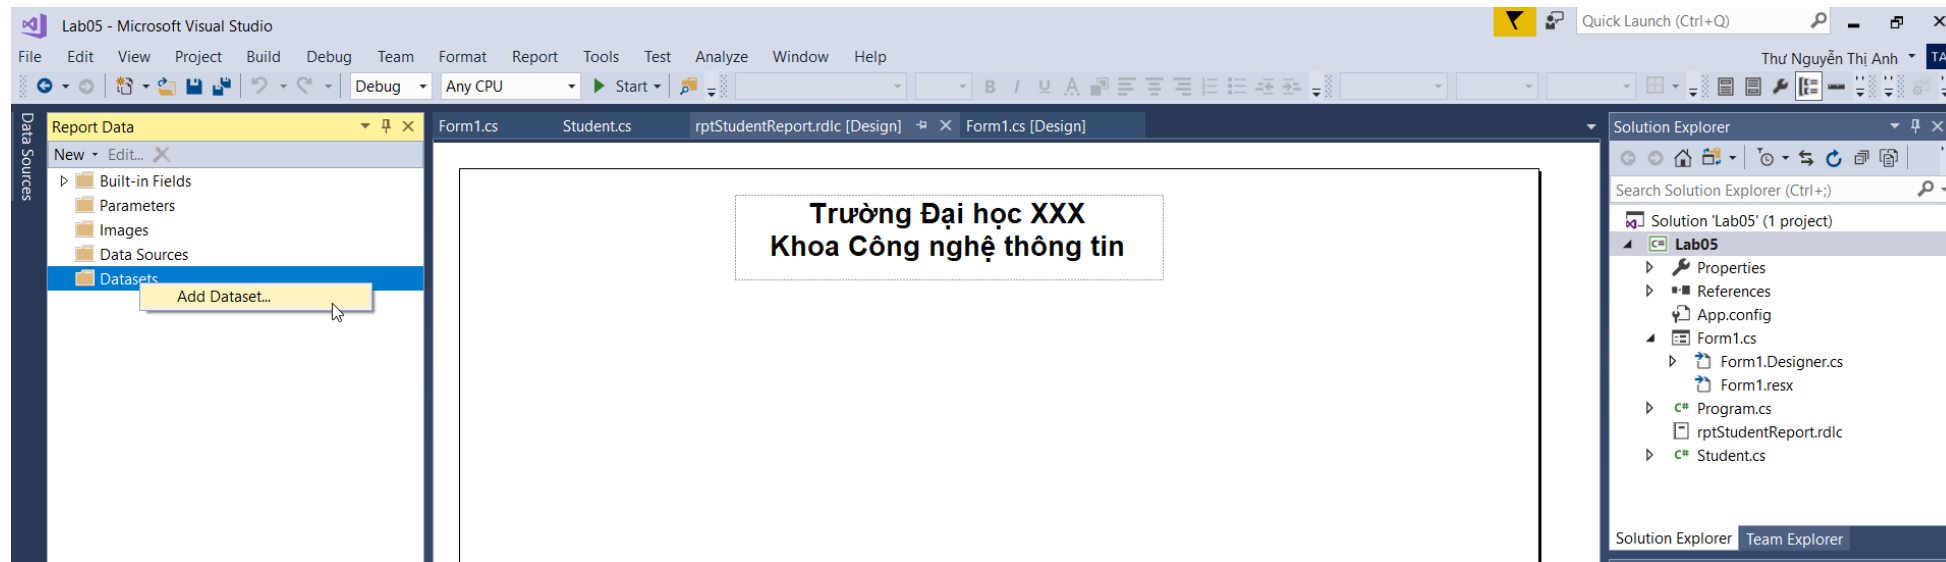 Lab05 - Microsoft Visual Studio
Quick Launch (Ctrl+Q)
File Edit View Project Build Debug Team Format Report Tools Test Analyze Window Help
Thư Nguyễn Thị Anh
TA
Debug Any CPU Start
B I U A
Data Sources
Report Data
New Edit...
Built-in Fields
Parameters
Images
Data Sources
Datasets
Add Dataset...
Form1.cs Student.cs rptStudentReport.rdlc [Design] Form1.cs [Design]
Trường Đại học XXX
Khoa Công nghệ thông tin
Solution Explorer
Search Solution Explorer (Ctrl+;)
Solution 'Lab05' (1 project)
C# Lab05
Properties
References
App.config
Form1.cs
Form1.Designer.cs
Form1.resx
C# Program.cs
rptStudentReport.rdlc
C# Student.cs
Solution Explorer Team Explorer